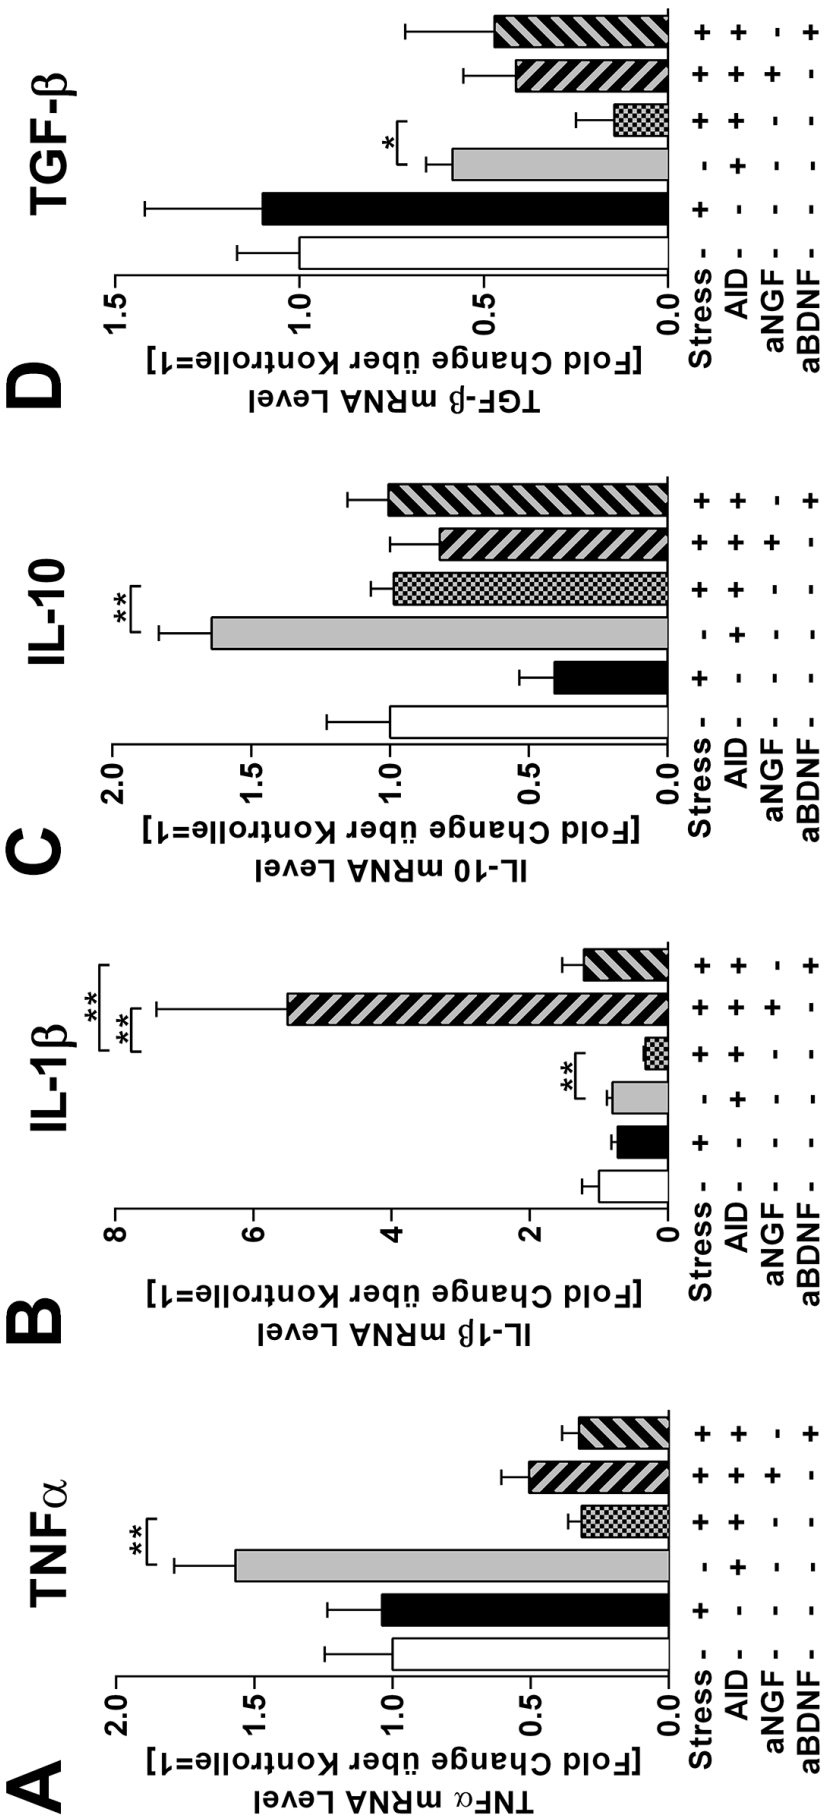 A
TNFα
TNFα mRNA Level
[Fold Change über Kontrolle=1]
2.0
1.5
1.0
0.5
0.0
**
Stress - + - + + +
AID - - + + + +
aNGF - - - - + -
aBDNF - - - - - +
B
IL-1β
IL-1β mRNA Level
[Fold Change über Kontrolle=1]
8
6
4
2
0
**
**
**
Stress - + - + + +
AID - - + + + +
aNGF - - - - + -
aBDNF - - - - - +
C
IL-10
IL-10 mRNA Level
[Fold Change über Kontrolle=1]
2.0
1.5
1.0
0.5
0.0
**
Stress - + - + + +
AID - - + + + +
aNGF - - - - + -
aBDNF - - - - - +
D
TGF-β
TGF-β mRNA Level
[Fold Change über Kontrolle=1]
1.5
1.0
0.5
0.0
*
Stress - + - + + +
AID - - + + + +
aNGF - - - - + -
aBDNF - - - - - +